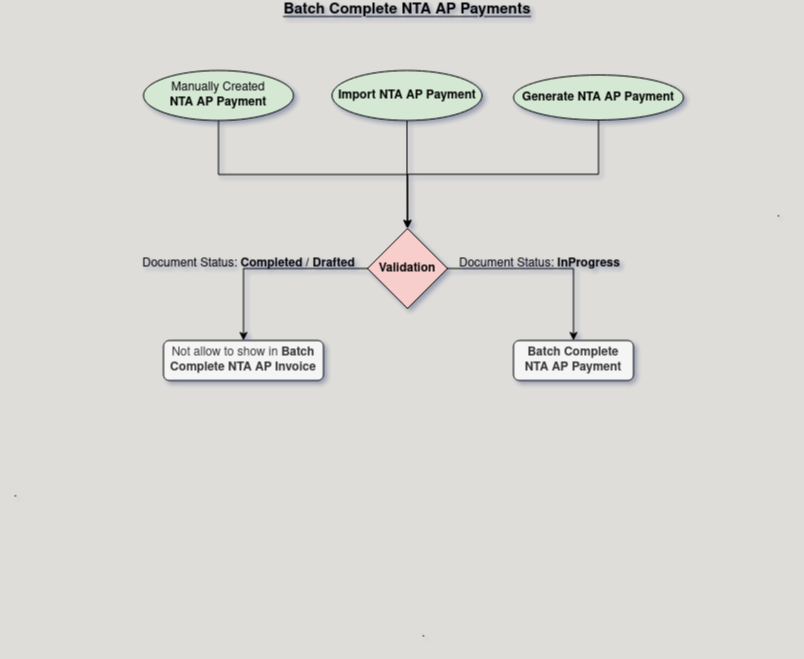 Batch Complete NTA AP Payments
Manually Created
NTA AP Payment
Import NTA AP Payment
Generate NTA AP Payment
Document Status: Completed / Drafted
Validation
Document Status: InProgress
Not allow to show in Batch
Complete NTA AP Invoice
Batch Complete
NTA AP Payment